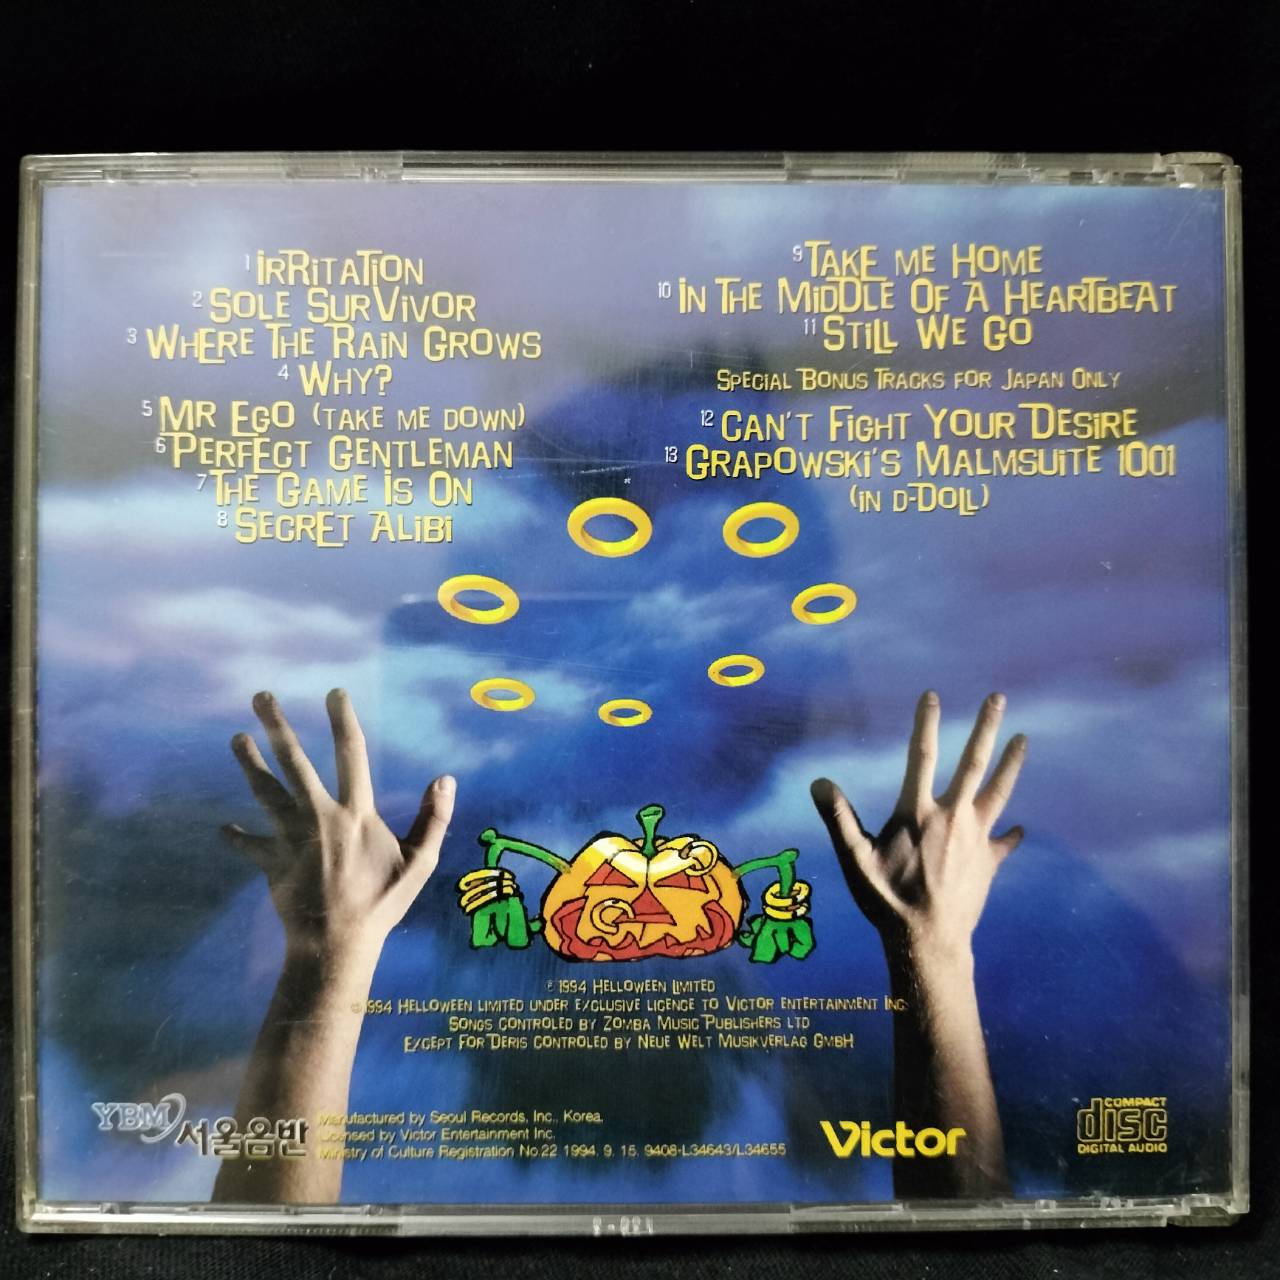 1 Irritation
2 Sole Survivor
3 Where The Rain Grows
4 Why?
5 Mr Ego (Take Me Down)
6 Perfect Gentleman
7 The Game Is On
8 Secret Alibi
9 Take Me Home
10 In The Middle Of A Heartbeat
11 Still We Go
Special Bonus Tracks for Japan Only
12 Can't Fight Your Desire
13 Grapowski's Malmsuite 1001
(in D-Doll)
℗ 1994 Helloween Limited
© 1994 Helloween Limited under exclusive licence to Victor Entertainment Inc.
Songs controled by Zomba Music Publishers Ltd
Except for Deris controled by Neue Welt Musikverlag GmbH
YBM 서울음반
Manufactured by Seoul Records, Inc., Korea.
Licensed by Victor Entertainment Inc.
Ministry of Culture Registration No.22 1994. 9. 15. 9408-L34643/L34655
Victor
COMPACT
disc
DIGITAL AUDIO